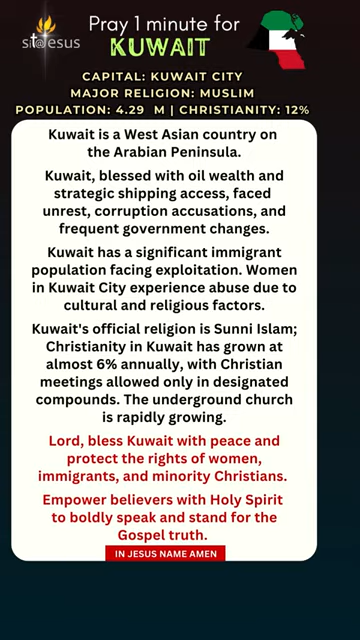 Pray 1 minute for
sit@Jesus
KUWAIT
CAPITAL: KUWAIT CITY
MAJOR RELIGION: MUSLIM
POPULATION: 4.29 M | CHRISTIANITY: 12%
Kuwait is a West Asian country on
the Arabian Peninsula.
Kuwait, blessed with oil wealth and
strategic shipping access, faced
unrest, corruption accusations, and
frequent government changes.
Kuwait has a significant immigrant
population facing exploitation. Women
in Kuwait City experience abuse due to
cultural and religious factors.
Kuwait's official religion is Sunni Islam;
Christianity in Kuwait has grown at
almost 6% annually, with Christian
meetings allowed only in designated
compounds. The underground church
is rapidly growing.
Lord, bless Kuwait with peace and
protect the rights of women,
immigrants, and minority Christians.
Empower believers with Holy Spirit
to boldly speak and stand for the
Gospel truth.
IN JESUS NAME AMEN